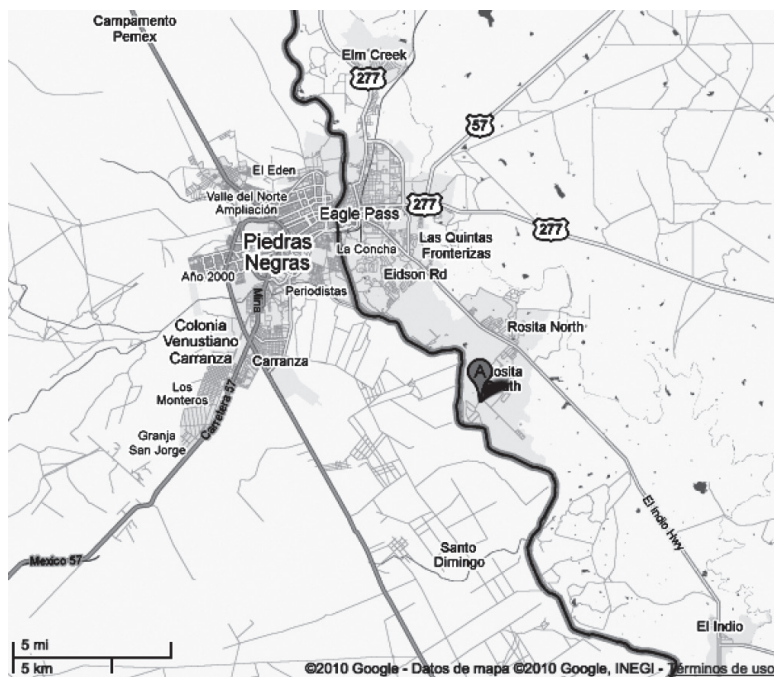 Campamento
Pemex
Elm Creek
277
57
El Eden
Valle del Norte
Ampliación
277
Eagle Pass
277
Piedras
Negras
La Concha
Las Quintas
Fronterizas
Año 2000
Eidson Rd
Periodistas
Mina
Colonia
Venustiano
Carranza
Rosita North
Carranza
A
osita
Los
Monteros
Carretera 57
Granja
San Jorge
El Indio Hwy
Santo
Dimingo
Mexico 57
El Indio
5 mi
5 km
©2010 Google - Datos de mapa ©2010 Google, INEGI - Términos de uso